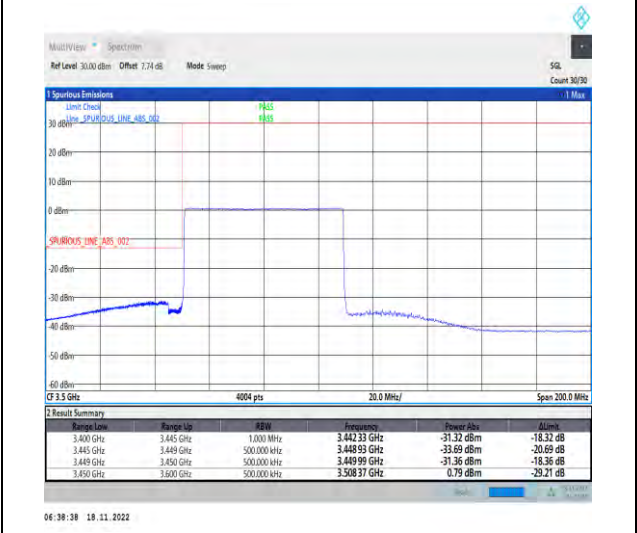 MultiView Spectrum
Ref Level 30.00 dBm Offset 7.74 dB Mode Sweep SGL
Count 30/30
1 Spurious Emissions 1 Max
Limit Check PASS
Line _SPURIOUS_LINE_ABS_002 PASS
30 dBm
20 dBm
10 dBm
0 dBm
_SPURIOUS_LINE_ABS_002
-20 dBm
-30 dBm
-40 dBm
-50 dBm
-60 dBm
CF 3.5 GHz 4004 pts 20.0 MHz/ Span 200.0 MHz
2 Result Summary
Range Low Range Up RBW Frequency Power Abs ΔLimit
3.400 GHz 3.445 GHz 1.000 MHz 3.442 33 GHz -31.32 dBm -18.32 dB
3.445 GHz 3.449 GHz 500.000 kHz 3.448 93 GHz -33.69 dBm -20.69 dB
3.449 GHz 3.450 GHz 500.000 kHz 3.449 99 GHz -31.36 dBm -18.36 dB
3.450 GHz 3.600 GHz 500.000 kHz 3.508 37 GHz 0.79 dBm -29.21 dB
06:38:38 18.11.2022